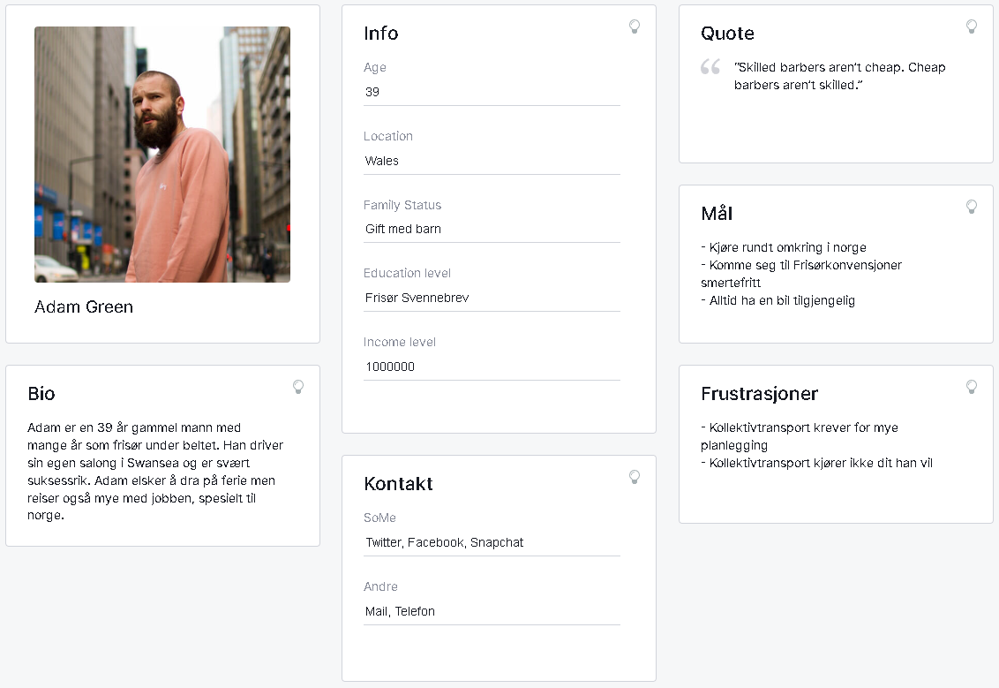 Adam Green
Bio
Adam er en 39 år gammel mann med
mange år som frisør under beltet. Han driver
sin egen salong i Swansea og er svært
suksessrik. Adam elsker å dra på ferie men
reiser også mye med jobben, spesielt til
norge.
Info
Age
39
Location
Wales
Family Status
Gift med barn
Education level
Frisør Svennebrev
Income level
1000000
Kontakt
SoMe
Twitter, Facebook, Snapchat
Andre
Mail, Telefon
Quote
“Skilled barbers aren’t cheap. Cheap
barbers aren’t skilled.”
Mål
- Kjøre rundt omkring i norge
- Komme seg til Frisørkonvensjoner
smertefritt
- Alltid ha en bil tilgjengelig
Frustrasjoner
- Kollektivtransport krever for mye
planlegging
- Kollektivtransport kjører ikke dit han vil